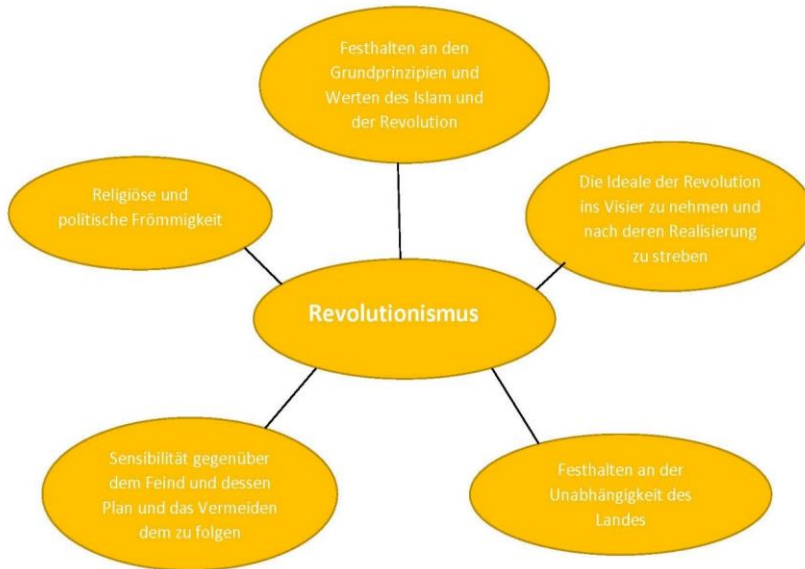 Festhalten an den
Grundprinzipien und
Werten des Islam und
der Revolution
Religiöse und
politische Frömmigkeit
Die Ideale der Revolution
ins Visier zu nehmen und
nach deren Realisierung
zu streben
Revolutionismus
Sensibilität gegenüber
dem Feind und dessen
Plan und das Vermeiden
dem zu folgen
Festhalten an der
Unabhängigkeit des
Landes